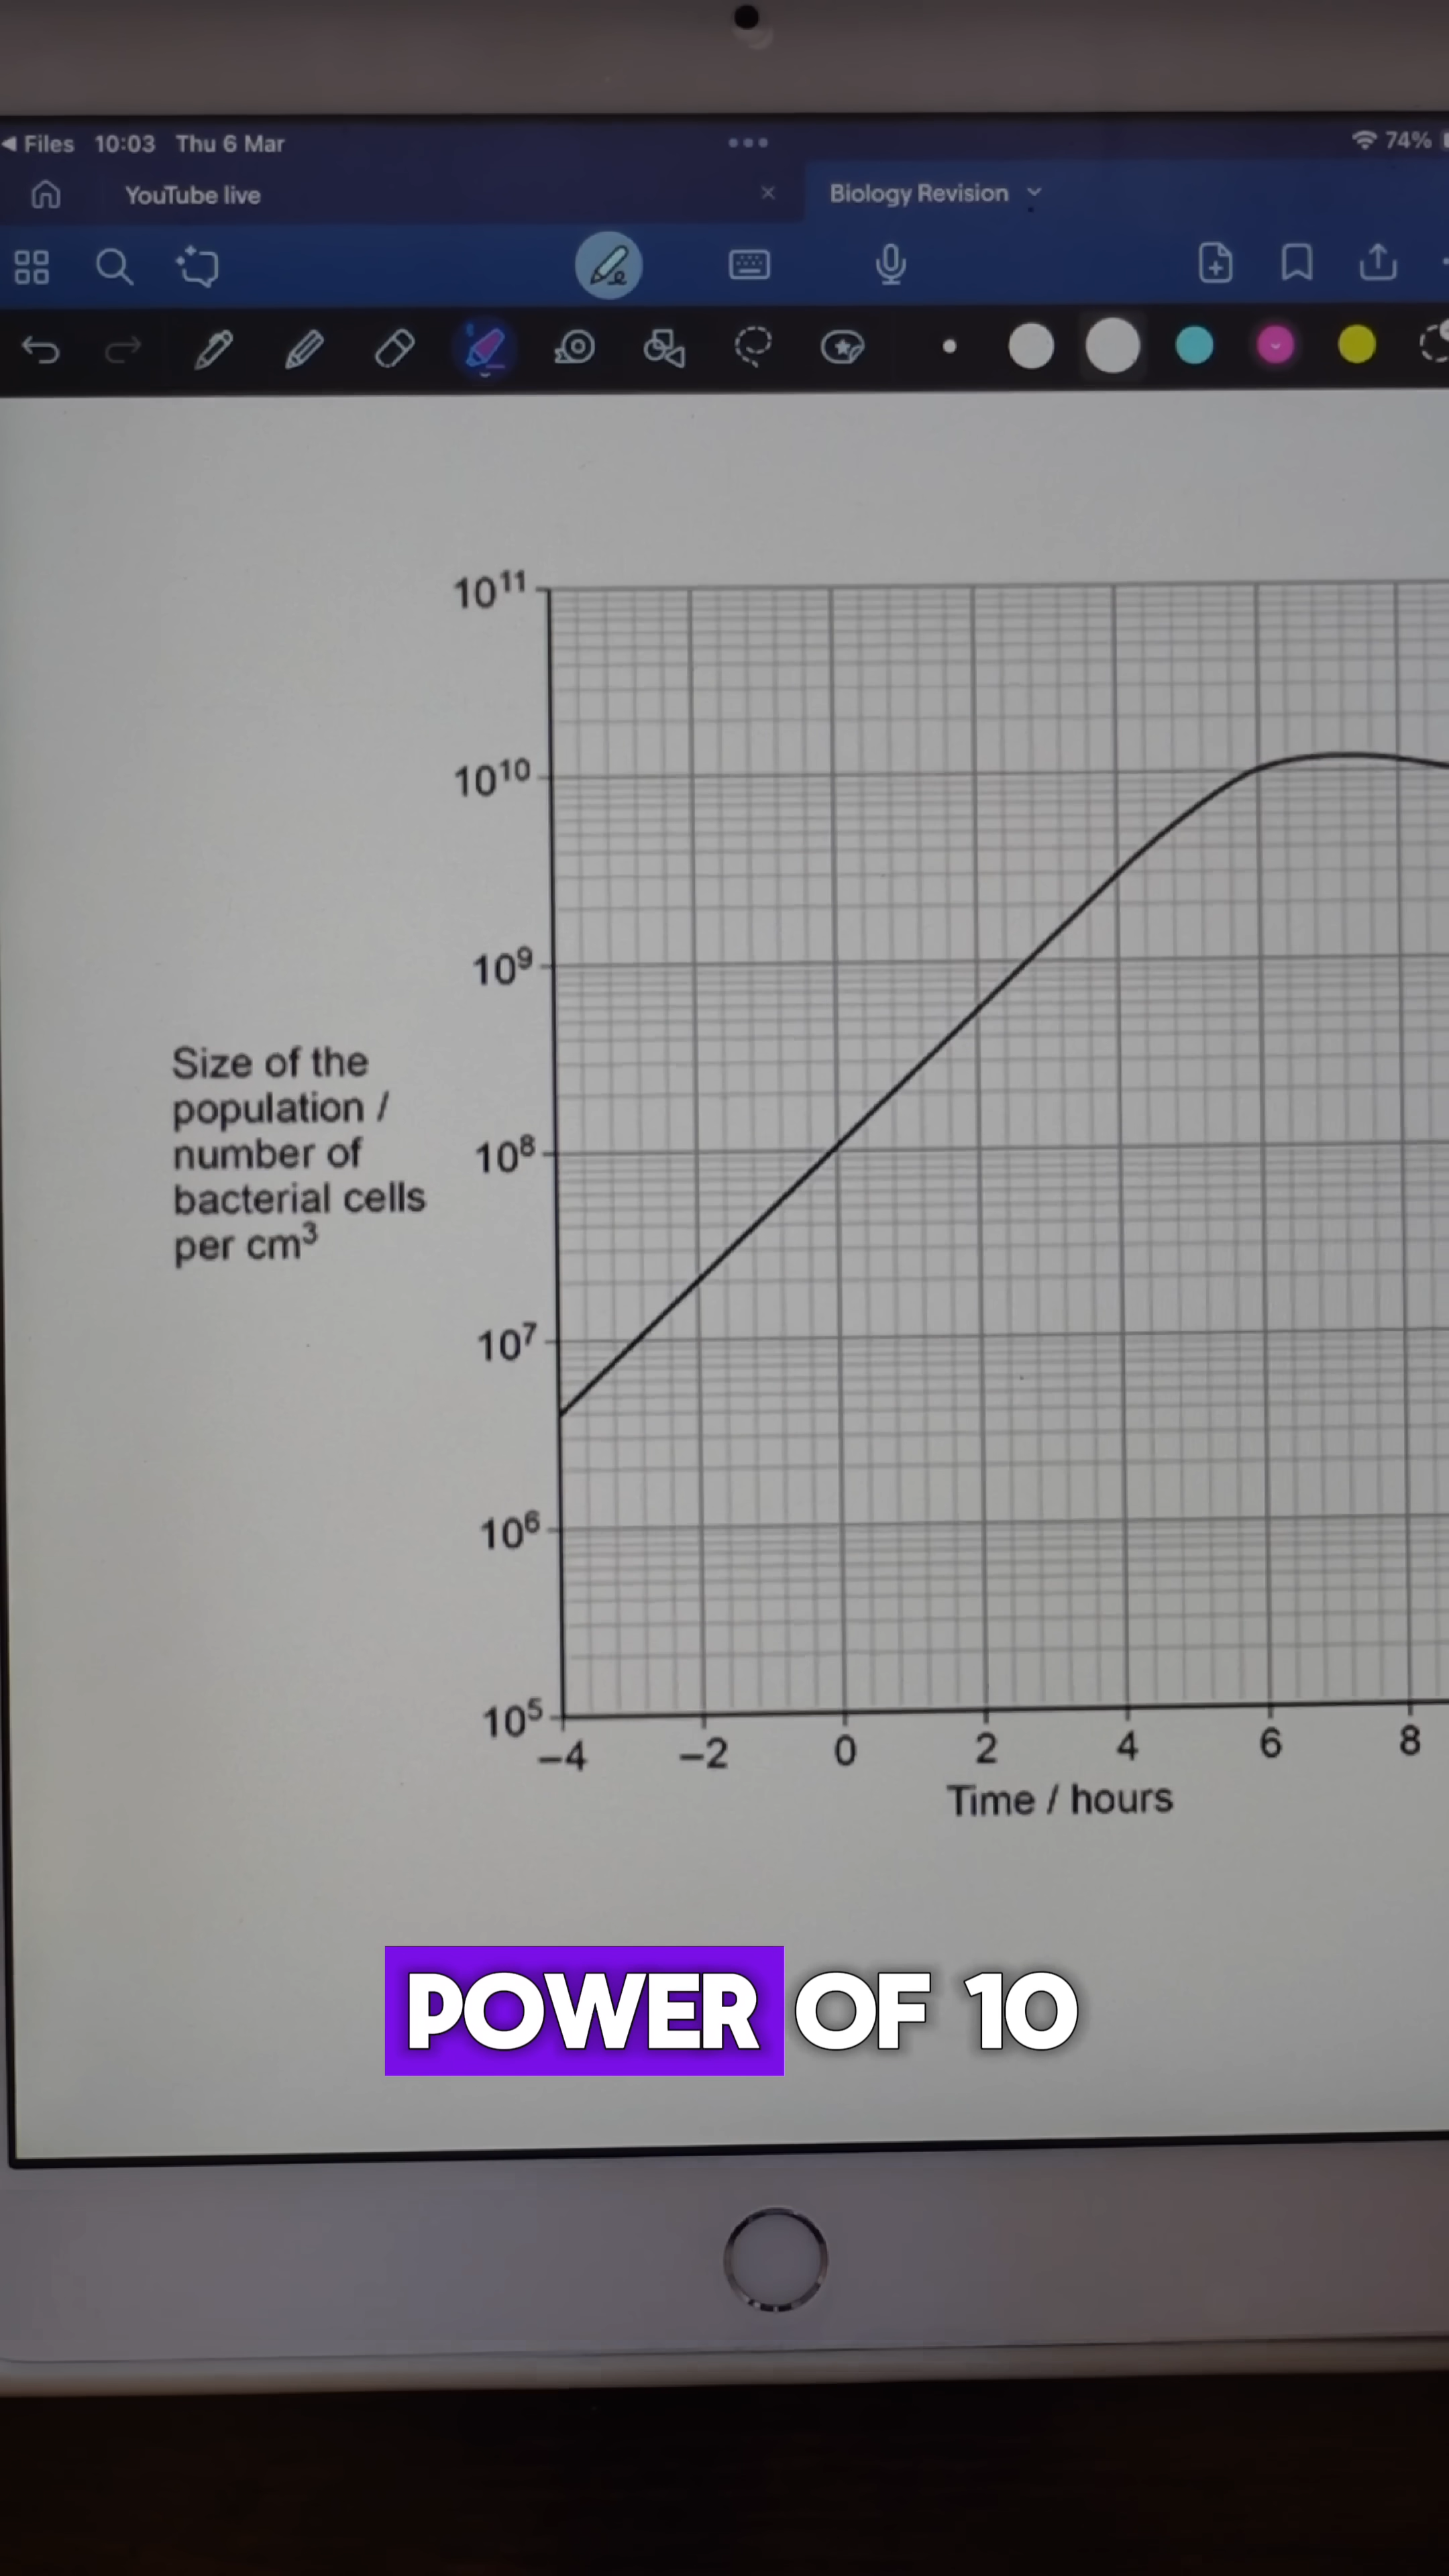 Files 10:03 Thu 6 Mar 74%
YouTube live Biology Revision
10¹¹
10¹⁰
10⁹
Size of the
population /
number of
bacterial cells
per cm³
10⁸
10⁷
10⁶
10⁵
−4 −2 0 2 4 6 8
Time / hours
POWER OF 10